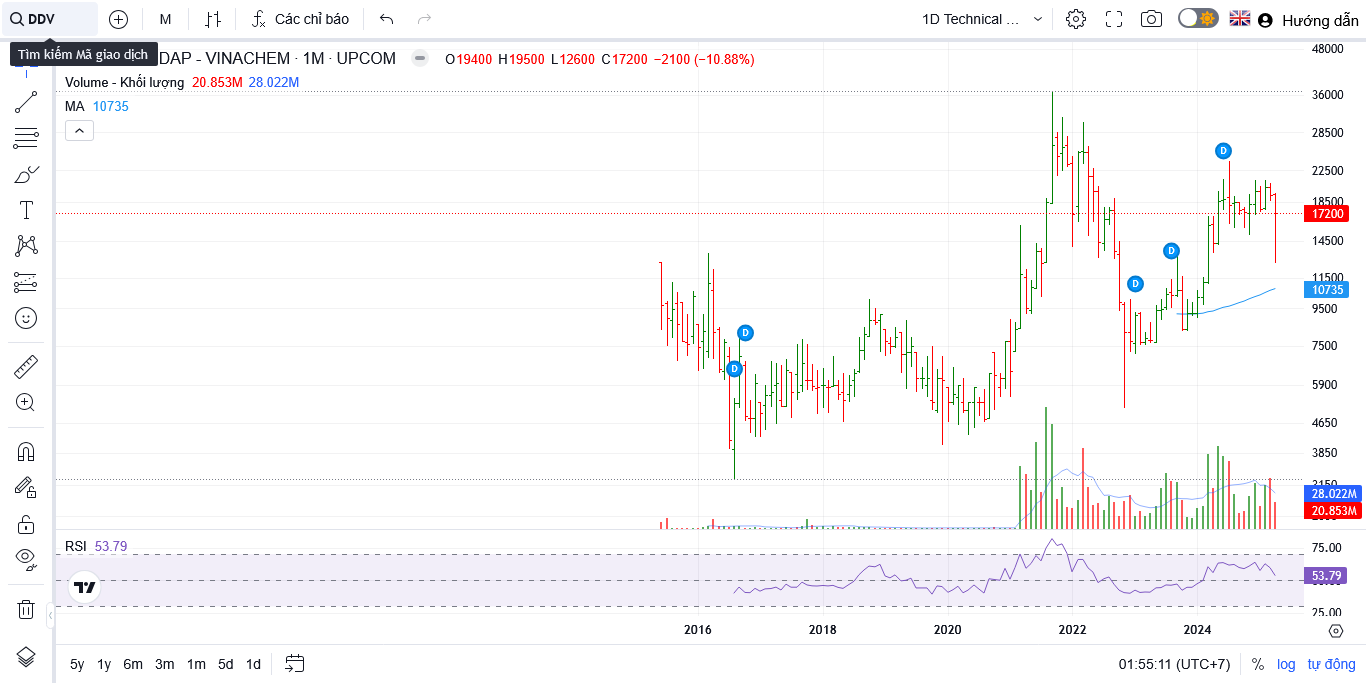 DDV
M
Các chỉ báo
1D Technical ...
Hướng dẫn
Tìm kiếm Mã giao dịch
DAP - VINACHEM · 1M · UPCOM
O19400 H19500 L12600 C17200 −2100 (−10.88%)
Volume - Khối lượng 20.853M 28.022M
MA 10735
48000
36000
28500
22500
18500
17200
14500
11500
10735
9500
7500
5900
4650
3850
28.022M
20.853M
D
D
D
D
D
RSI 53.79
75.00
53.79
25.00
2016
2018
2020
2022
2024
5y 1y 6m 3m 1m 5d 1d
01:55:11 (UTC+7)
% log tự động